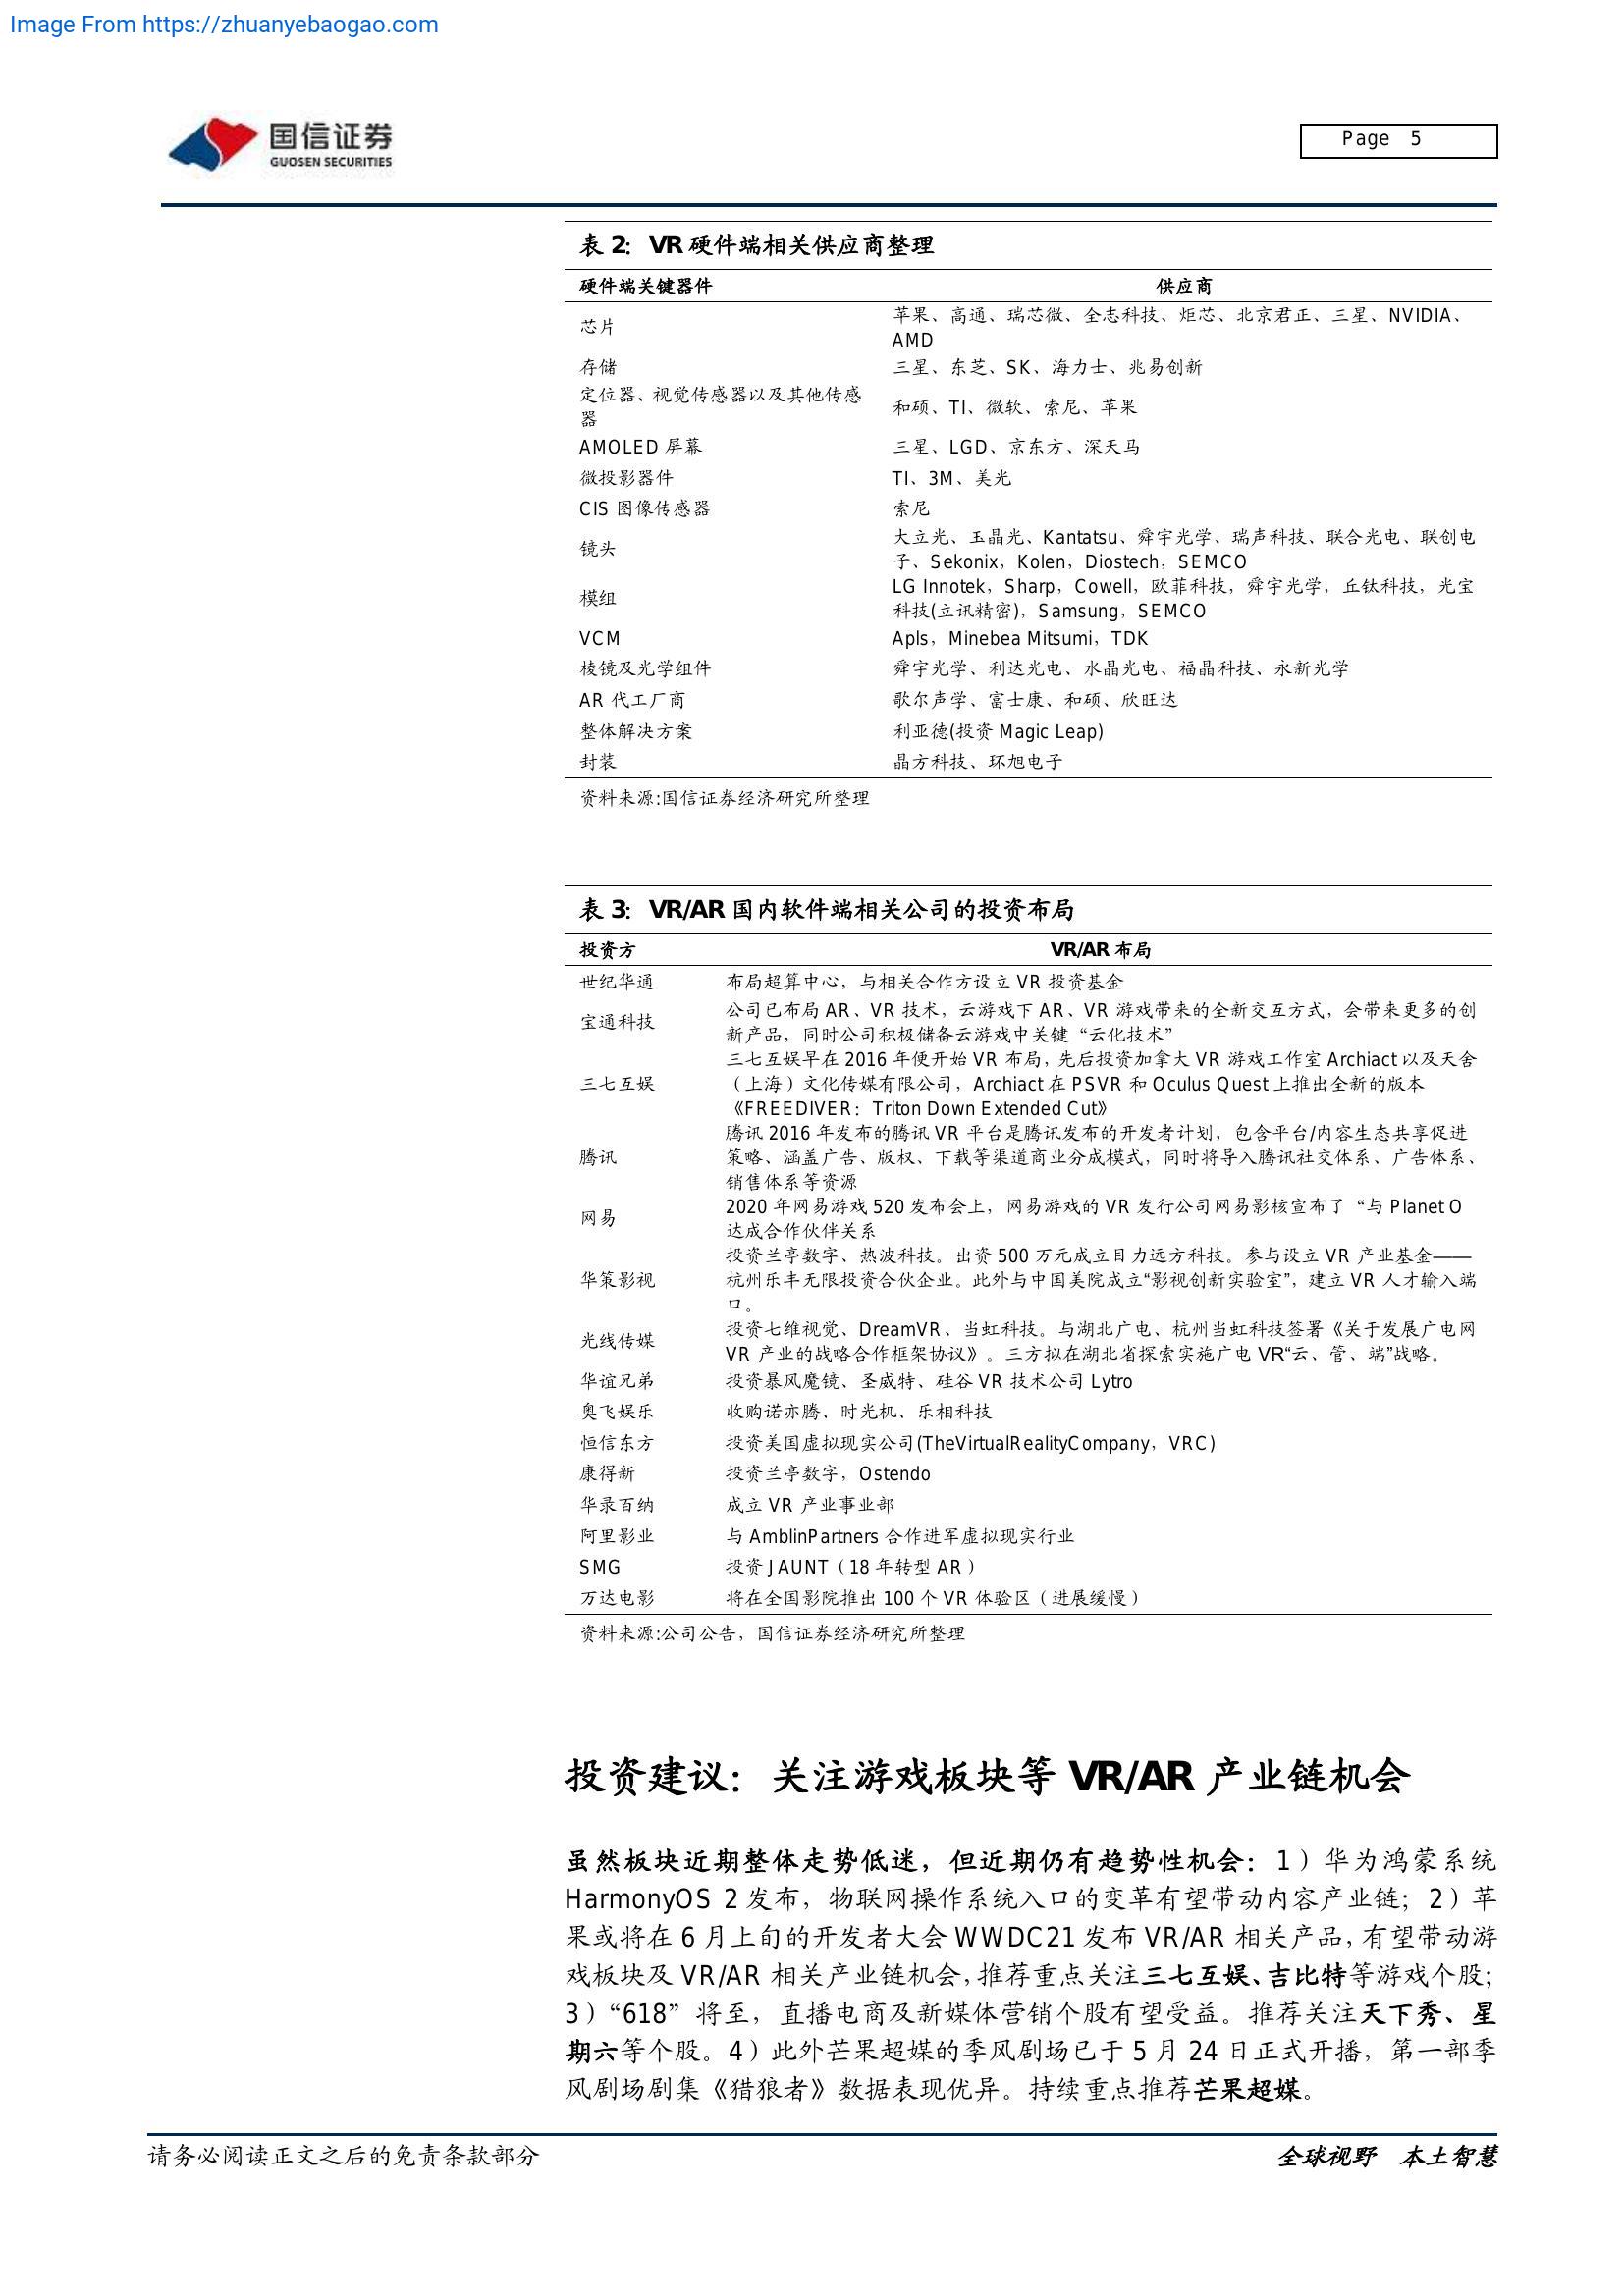 Image From https://zhuanyebaogao.com
国信证券
GUOSEN SECURITIES
Page 5
表 2: VR 硬件端相关供应商整理
硬件端关键器件 供应商
芯片 苹果、高通、瑞芯微、全志科技、炬芯、北京君正、三星、NVIDIA、
AMD
存储 三星、东芝、SK、海力士、兆易创新
定位器、视觉传感器以及其他传感
器 和硕、TI、微软、索尼、苹果
AMOLED 屏幕 三星、LGD、京东方、深天马
微投影器件 TI、3M、美光
CIS 图像传感器 索尼
镜头 大立光、玉晶光、Kantatsu、舜宇光学、瑞声科技、联合光电、联创电
子、Sekonix，Kolen，Diostech，SEMCO
模组 LG Innotek，Sharp，Cowell，欧菲科技，舜宇光学，丘钛科技，光宝
科技(立讯精密)，Samsung，SEMCO
VCM Apls，Minebea Mitsumi，TDK
棱镜及光学组件 舜宇光学、利达光电、水晶光电、福晶科技、永新光学
AR 代工厂商 歌尔声学、富士康、和硕、欣旺达
整体解决方案 利亚德(投资 Magic Leap)
封装 晶方科技、环旭电子
资料来源:国信证券经济研究所整理
表 3: VR/AR 国内软件端相关公司的投资布局
投资方 VR/AR 布局
世纪华通 布局超算中心，与相关合作方设立 VR 投资基金
宝通科技 公司已布局 AR、VR 技术，云游戏下 AR、VR 游戏带来的全新交互方式，会带来更多的创
新产品，同时公司积极储备云游戏中关键“云化技术”
三七互娱 三七互娱早在 2016 年便开始 VR 布局，先后投资加拿大 VR 游戏工作室 Archiact 以及天舍
（上海）文化传媒有限公司，Archiact 在 PSVR 和 Oculus Quest 上推出全新的版本
《FREEDIVER：Triton Down Extended Cut》
腾讯 腾讯 2016 年发布的腾讯 VR 平台是腾讯发布的开发者计划，包含平台/内容生态共享促进
策略、涵盖广告、版权、下载等渠道商业分成模式，同时将导入腾讯社交体系、广告体系、
销售体系等资源
网易 2020 年网易游戏 520 发布会上，网易游戏的 VR 发行公司网易影核宣布了“与 Planet O
达成合作伙伴关系
华策影视 投资兰亭数字、热波科技。出资 500 万元成立目力远方科技。参与设立 VR 产业基金——
杭州乐丰无限投资合伙企业。此外与中国美院成立“影视创新实验室”，建立 VR 人才输入端
口。
光线传媒 投资七维视觉、DreamVR、当虹科技。与湖北广电、杭州当虹科技签署《关于发展广电网
VR 产业的战略合作框架协议》。三方拟在湖北省探索实施广电 VR“云、管、端”战略。
华谊兄弟 投资暴风魔镜、圣威特、硅谷 VR 技术公司 Lytro
奥飞娱乐 收购诺亦腾、时光机、乐相科技
恒信东方 投资美国虚拟现实公司(TheVirtualRealityCompany，VRC)
康得新 投资兰亭数字，Ostendo
华录百纳 成立 VR 产业事业部
阿里影业 与 AmblinPartners 合作进军虚拟现实行业
SMG 投资 JAUNT（18 年转型 AR）
万达电影 将在全国影院推出 100 个 VR 体验区（进展缓慢）
资料来源:公司公告，国信证券经济研究所整理
投资建议：关注游戏板块等 VR/AR 产业链机会
虽然板块近期整体走势低迷，但近期仍有趋势性机会：1）华为鸿蒙系统
HarmonyOS 2 发布，物联网操作系统入口的变革有望带动内容产业链；2）苹
果或将在 6 月上旬的开发者大会 WWDC21 发布 VR/AR 相关产品，有望带动游
戏板块及 VR/AR 相关产业链机会，推荐重点关注三七互娱、吉比特等游戏个股；
3）“618”将至，直播电商及新媒体营销个股有望受益。推荐关注天下秀、星
期六等个股。4）此外芒果超媒的季风剧场已于 5 月 24 日正式开播，第一部季
风剧场剧集《猎狼者》数据表现优异。持续重点推荐芒果超媒。
请务必阅读正文之后的免责条款部分 全球视野 本土智慧